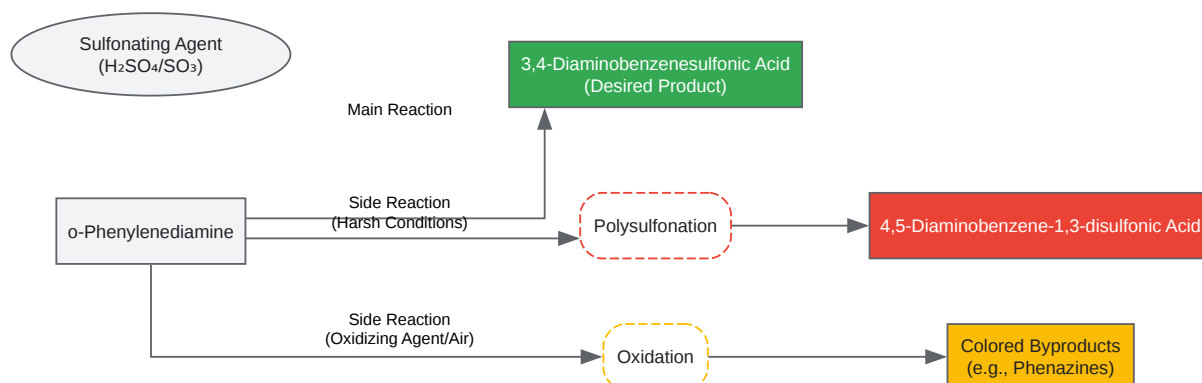 Sulfonating Agent
(H₂SO₄/SO₃)
3,4-Diaminobenzenesulfonic Acid
(Desired Product)
Main Reaction
Side Reaction
(Harsh Conditions)
o-Phenylenediamine
Polysulfonation
4,5-Diaminobenzene-1,3-disulfonic Acid
Side Reaction
(Oxidizing Agent/Air)
Oxidation
Colored Byproducts
(e.g., Phenazines)